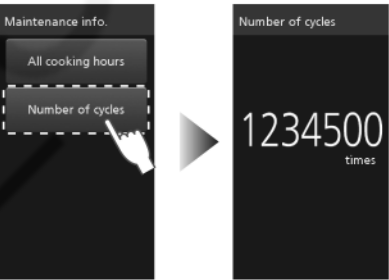 Maintenance info.
All cooking hours
Number of cycles
Number of cycles
1234500
times